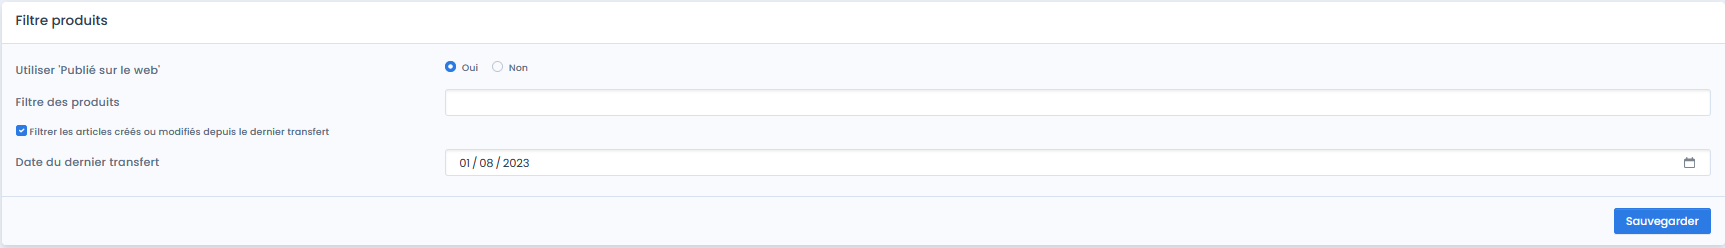 Filtre produits
Utiliser 'Publié sur le web'
Oui Non
Filtre des produits
Filtrer les articles créés ou modifiés depuis le dernier transfert
Date du dernier transfert
01 / 08 / 2023
Sauvegarder